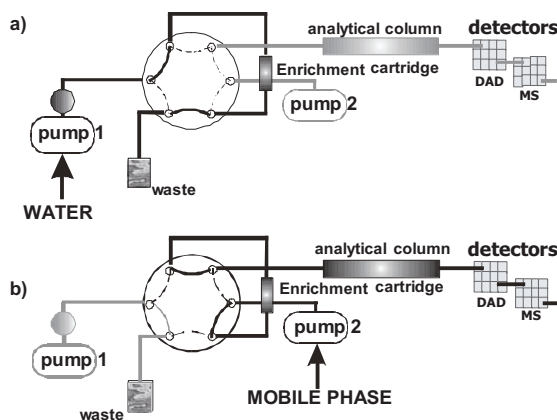 a)
analytical column
detectors
Enrichment cartridge
DAD
MS
pump 1
pump 2
waste
WATER
b)
analytical column
detectors
Enrichment cartridge
DAD
MS
pump 1
pump 2
waste
MOBILE PHASE